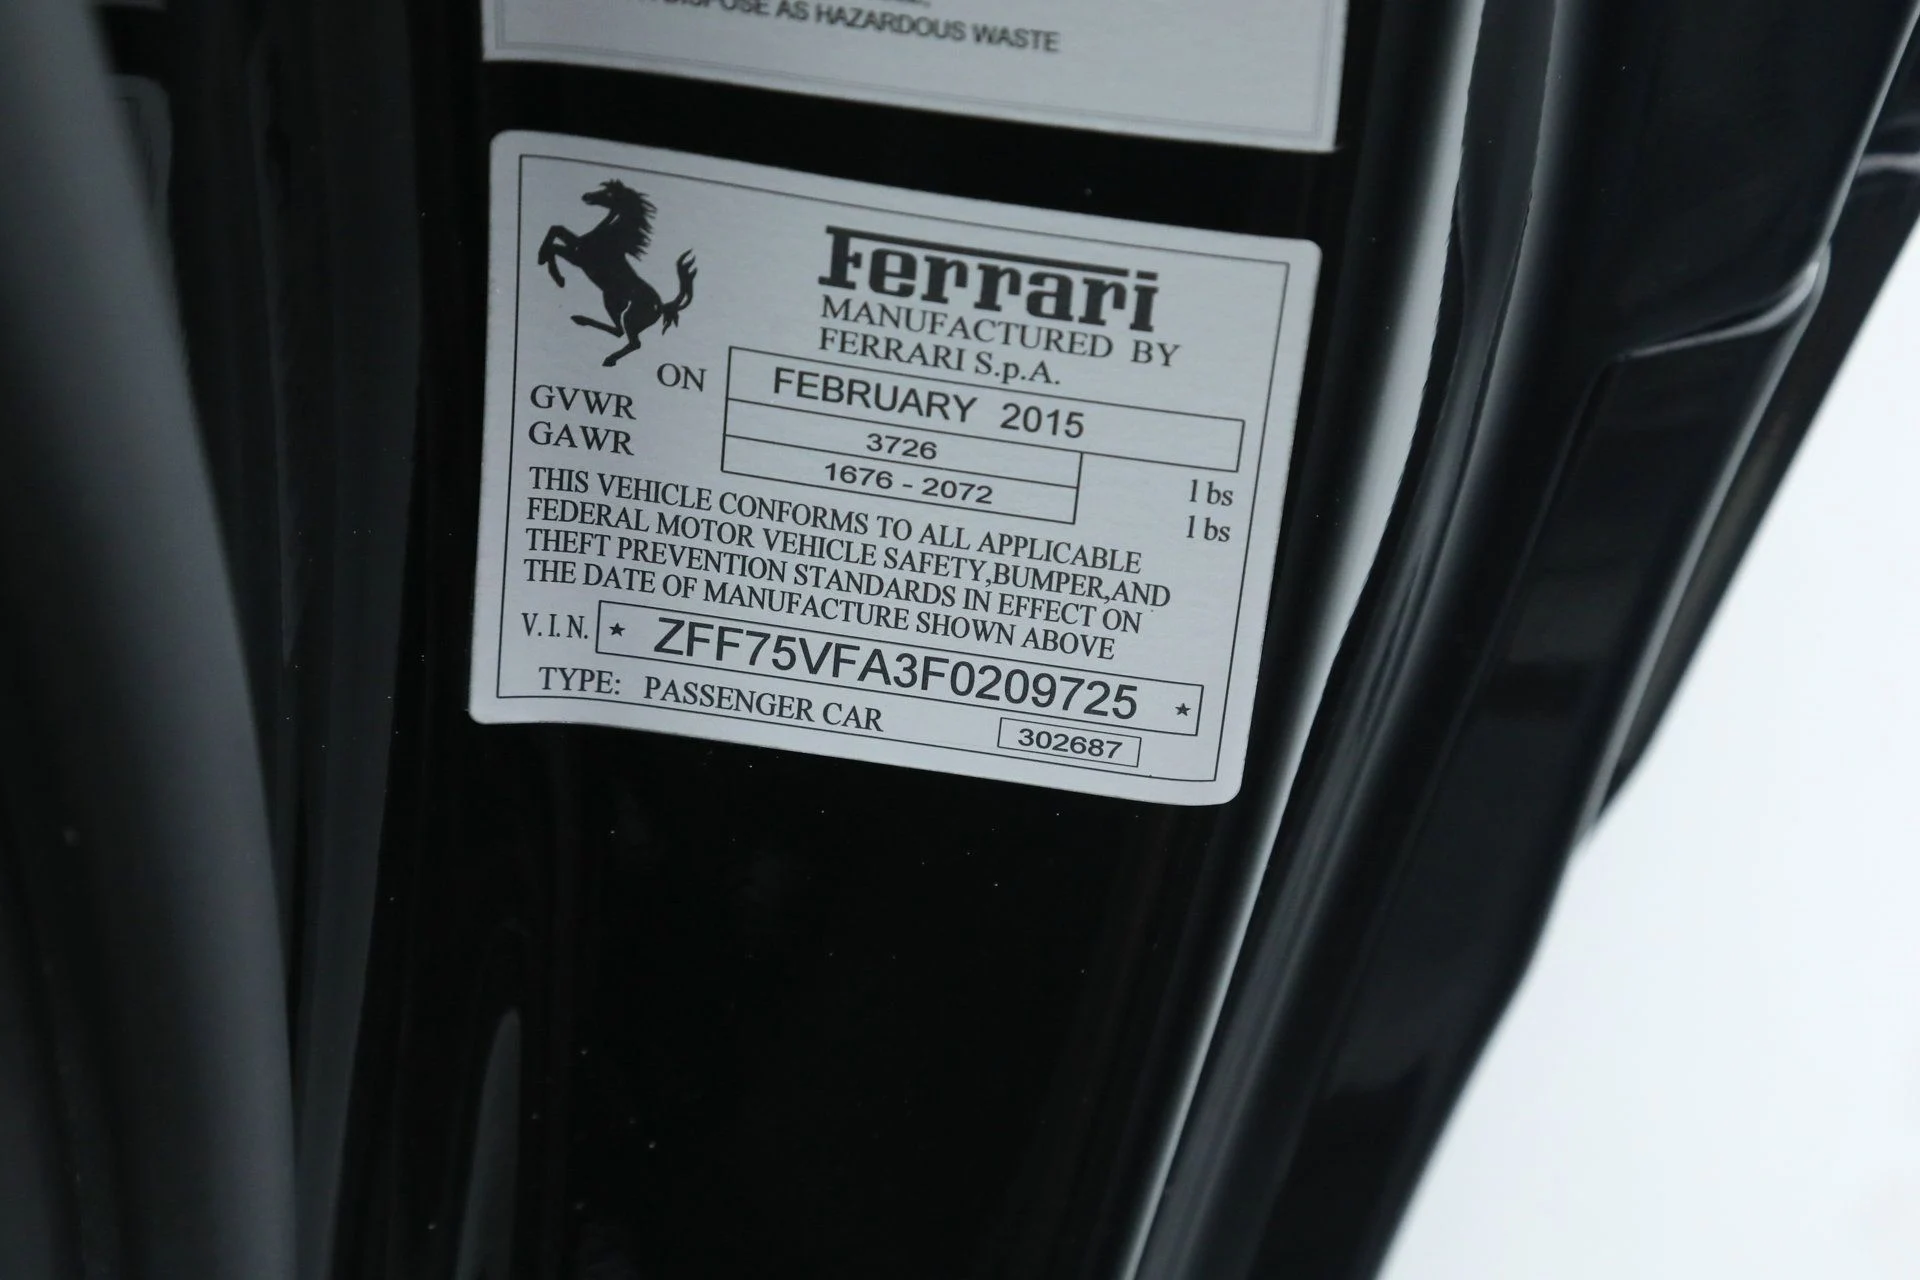 DISPOSE AS HAZARDOUS WASTE
Ferrari
MANUFACTURED BY
FERRARI S.p.A.
ON FEBRUARY 2015
GVWR 3726 lbs
GAWR 1676 - 2072 lbs
THIS VEHICLE CONFORMS TO ALL APPLICABLE
FEDERAL MOTOR VEHICLE SAFETY,BUMPER,AND
THEFT PREVENTION STANDARDS IN EFFECT ON
THE DATE OF MANUFACTURE SHOWN ABOVE
V.I.N. ★ ZFF75VFA3F0209725 ★
TYPE: PASSENGER CAR 302687